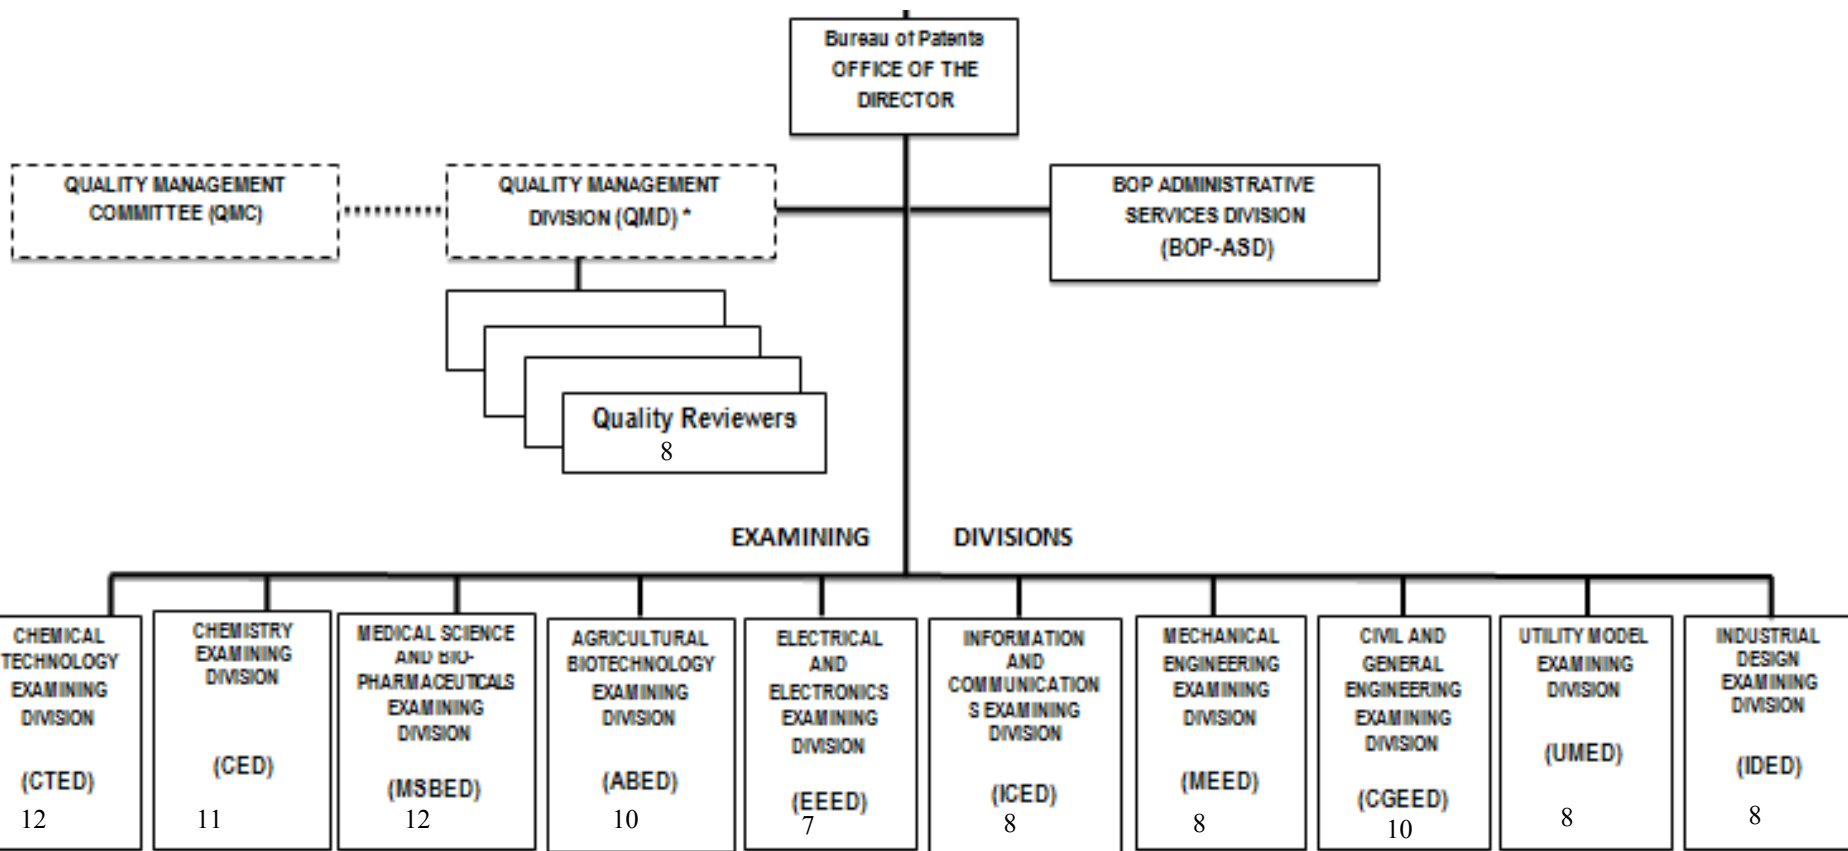 Bureau of Patents
OFFICE OF THE
DIRECTOR
QUALITY MANAGEMENT
COMMITTEE (QMC)
QUALITY MANAGEMENT
DIVISION (QMD) *
BOP ADMINISTRATIVE
SERVICES DIVISION
(BOP-ASD)
Quality Reviewers
8
EXAMINING DIVISIONS
CHEMICAL
TECHNOLOGY
EXAMINING
DIVISION
(CTED)
12
CHEMISTRY
EXAMINING
DIVISION
(CED)
11
MEDICAL SCIENCE
AND BIO-
PHARMACEUTICALS
EXAMINING
DIVISION
(MSBED)
12
AGRICULTURAL
BIOTECHNOLOGY
EXAMINING
DIVISION
(ABED)
10
ELECTRICAL
AND
ELECTRONICS
EXAMINING
DIVISION
(EEED)
7
INFORMATION
AND
COMMUNICATION
S EXAMINING
DIVISION
(ICED)
8
MECHANICAL
ENGINEERING
EXAMINING
DIVISION
(MEED)
8
CIVIL AND
GENERAL
ENGINEERING
EXAMINING
DIVISION
(CGEED)
10
UTILITY MODEL
EXAMINING
DIVISION
(UMED)
8
INDUSTRIAL
DESIGN
EXAMINING
DIVISION
(IDED)
8